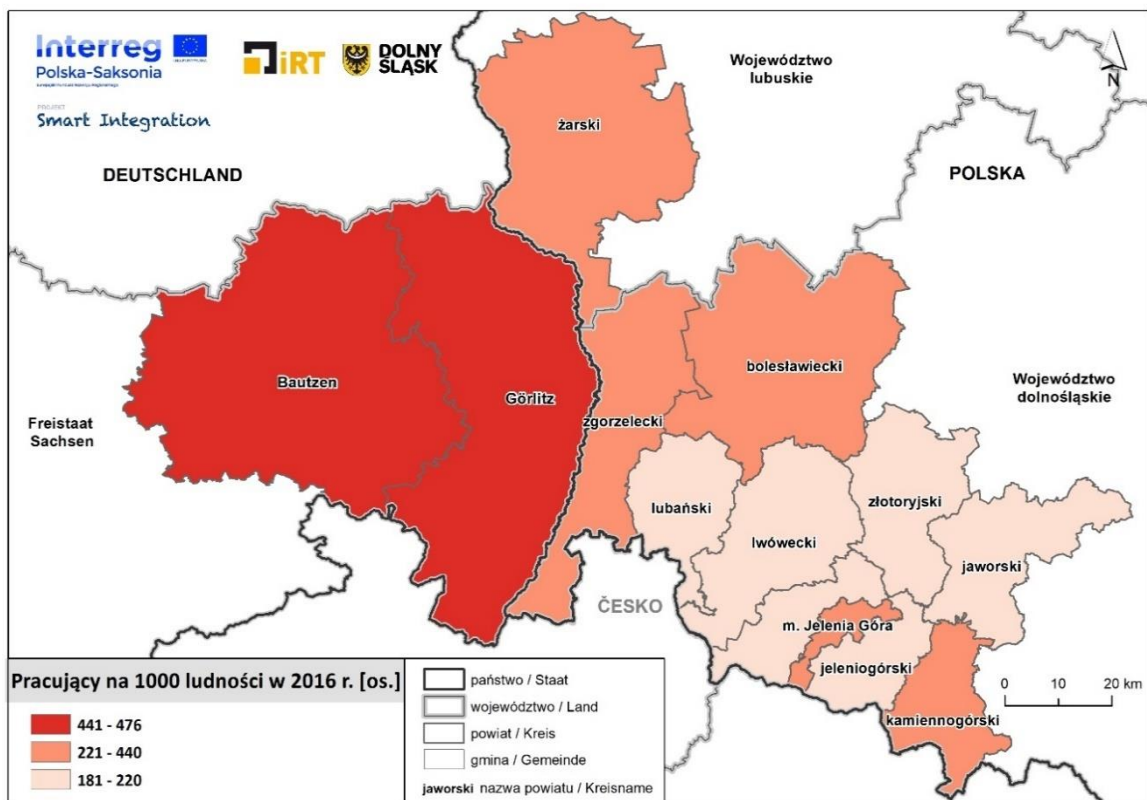 Interreg
Polska-Saksonia
PROJEKT
Smart Integration
iRT
DOLNY
ŚLĄSK
Województwo
lubuskie
N
żarski
DEUTSCHLAND
POLSKA
Bautzen
Görlitz
bolesławiecki
Województwo
dolnośląskie
Freistaat
Sachsen
zgorzelecki
lubański
złotoryjski
lwówecki
jaworski
ČESKO
m. Jelenia Góra
jeleniogórski
kamiennogórski
0 10 20 km
Pracujący na 1000 ludności w 2016 r. [os.]
441 - 476
221 - 440
181 - 220
państwo / Staat
województwo / Land
powiat / Kreis
gmina / Gemeinde
jaworski nazwa powiatu / Kreisname